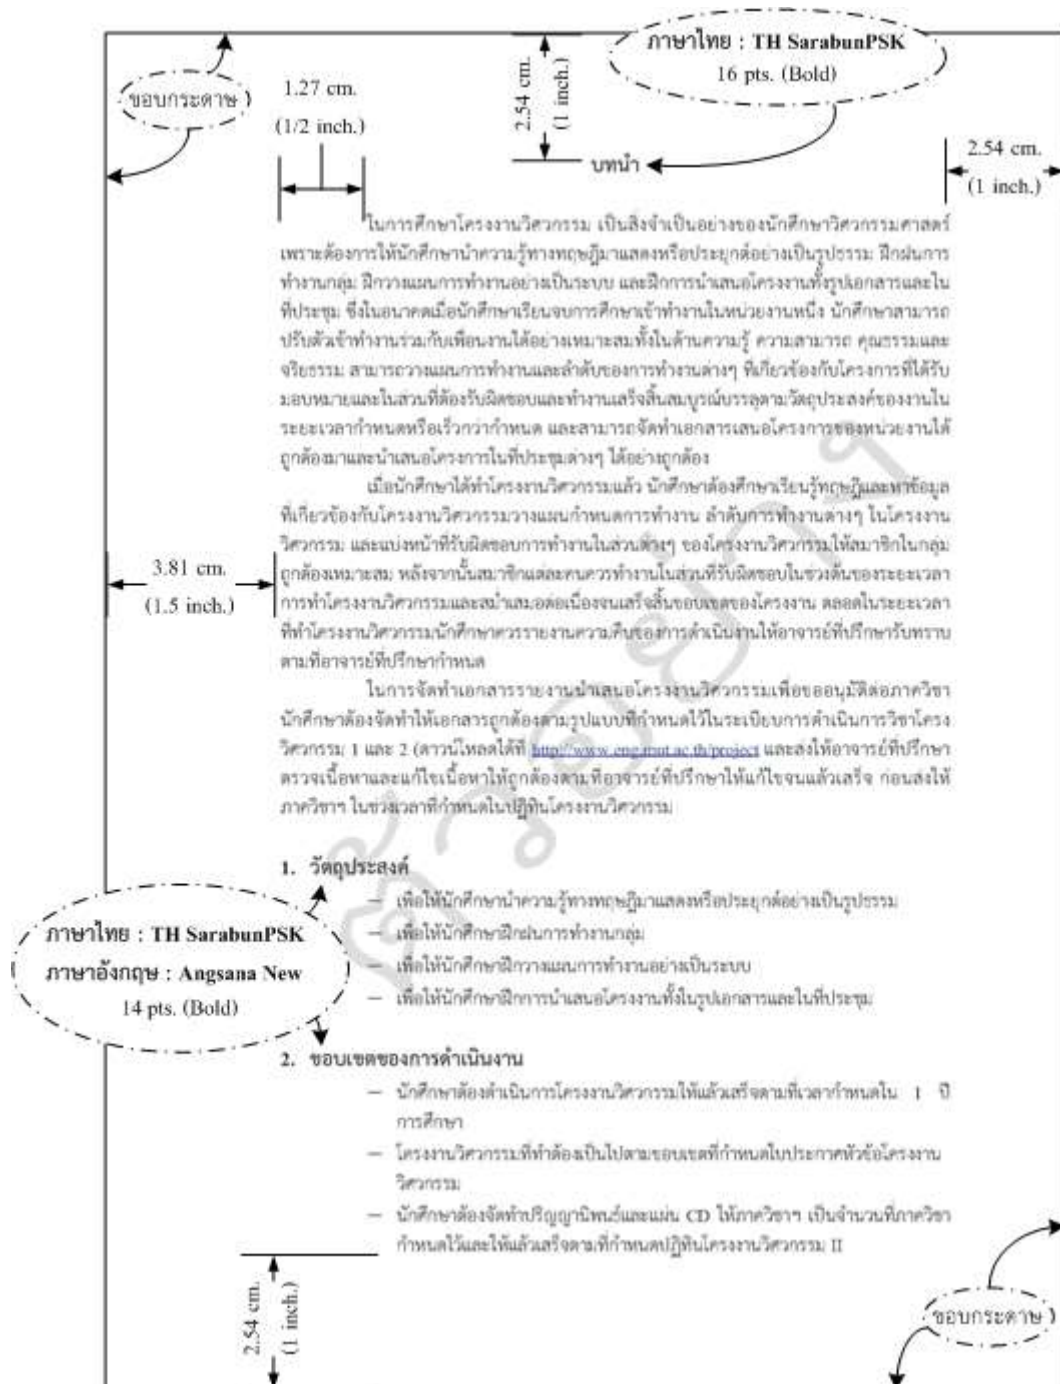 ภาษาไทย : TH SarabunPSK
16 pts. (Bold)
ขอบกระดาษ
1.27 cm.
(1/2 inch.)
2.54 cm.
(1 inch.)
2.54 cm.
(1 inch.)
บทนำ
ในการศึกษาโครงงานวิศวกรรม เป็นสิ่งจำเป็นอย่างของนักศึกษาวิศวกรรมศาสตร์
เพราะต้องการให้นักศึกษานำความรู้ทางทฤษฎีมาแสดงหรือประยุกต์อย่างเป็นรูปธรรม ฝึกฝนการ
ทำงานกลุ่ม ฝึกวางแผนการทำงานอย่างเป็นระบบ และฝึกการนำเสนอโครงงานทั้งรูปเอกสารและใน
ที่ประชุม ซึ่งในอนาคตเมื่อนักศึกษาเรียนจบการศึกษาเข้าทำงานในหน่วยงานหนึ่ง นักศึกษาสามารถ
ปรับตัวเข้าทำงานร่วมกับเพื่อนงานได้อย่างเหมาะสมทั้งในด้านความรู้ ความสามารถ คุณธรรมและ
จริยธรรม สามารถวางแผนการทำงานและลำดับของการทำงานต่างๆ ที่เกี่ยวข้องกับโครงการที่ได้รับ
มอบหมายและในส่วนที่ต้องรับผิดชอบและทำงานเสร็จสิ้นสมบูรณ์บรรลุตามวัตถุประสงค์ของงานใน
ระยะเวลากำหนดหรือเร็วกว่ากำหนด และสามารถจัดทำเอกสารเสนอโครงการของหน่วยงานได้
ถูกต้องมาและนำเสนอโครงการในที่ประชุมต่างๆ ได้อย่างถูกต้อง
เมื่อนักศึกษาได้ทำโครงงานวิศวกรรมแล้ว นักศึกษาต้องศึกษาเรียนรู้ทฤษฎีและหาข้อมูล
ที่เกี่ยวข้องกับโครงงานวิศวกรรมวางแผนกำหนดการทำงาน ลำดับการทำงานต่างๆ ในโครงงาน
วิศวกรรม และแบ่งหน้าที่รับผิดชอบการทำงานในส่วนต่างๆ ของโครงงานวิศวกรรมให้สมาชิกในกลุ่ม
ถูกต้องเหมาะสม หลังจากนั้นสมาชิกแต่ละคนควรทำงานในส่วนที่รับผิดชอบในช่วงต้นของระยะเวลา
การทำโครงงานวิศวกรรมและสม่ำเสมอต่อเนื่องจนเสร็จสิ้นขอบเขตของโครงงาน ตลอดในระยะเวลา
ที่ทำโครงงานวิศวกรรมนักศึกษาควรรายงานความคืบของการดำเนินงานให้อาจารย์ที่ปรึกษารับทราบ
ตามที่อาจารย์ที่ปรึกษากำหนด
3.81 cm.
(1.5 inch.)
ในการจัดทำเอกสารรายงานนำเสนอโครงงานวิศวกรรมเพื่อขออนุมัติต่อภาควิชา
นักศึกษาต้องจัดทำให้เอกสารถูกต้องตามรูปแบบที่กำหนดไว้ในระเบียบการดำเนินการวิชาโครง
วิศวกรรม 1 และ 2 (ดาวน์โหลดได้ที่ http://www.eng.mut.ac.th/project และส่งให้อาจารย์ที่ปรึกษา
ตรวจเนื้อหาและแก้ไขเนื้อหาให้ถูกต้องตามที่อาจารย์ที่ปรึกษาให้แก้ไขจนแล้วเสร็จ ก่อนส่งให้
ภาควิชาฯ ในช่วงเวลาที่กำหนดในปฏิทินโครงงานวิศวกรรม
ตัวอย่าง
1. วัตถุประสงค์
– เพื่อให้นักศึกษานำความรู้ทางทฤษฎีมาแสดงหรือประยุกต์อย่างเป็นรูปธรรม
– เพื่อให้นักศึกษาฝึกฝนการทำงานกลุ่ม
– เพื่อให้นักศึกษาฝึกวางแผนการทำงานอย่างเป็นระบบ
– เพื่อให้นักศึกษาฝึกการนำเสนอโครงงานทั้งในรูปเอกสารและในที่ประชุม
ภาษาไทย : TH SarabunPSK
ภาษาอังกฤษ : Angsana New
14 pts. (Bold)
2. ขอบเขตของการดำเนินงาน
– นักศึกษาต้องดำเนินการโครงงานวิศวกรรมให้แล้วเสร็จตามที่เวลากำหนดใน 1 ปี
การศึกษา
– โครงงานวิศวกรรมที่ทำต้องเป็นไปตามขอบเขตที่กำหนดใบประกาศหัวข้อโครงงาน
วิศวกรรม
– นักศึกษาต้องจัดทำปริญญานิพนธ์และแผ่น CD ให้ภาควิชาฯ เป็นจำนวนที่ภาควิชา
กำหนดไว้และให้แล้วเสร็จตามที่กำหนดปฏิทินโครงงานวิศวกรรม II
2.54 cm.
(1 inch.)
ขอบกระดาษ